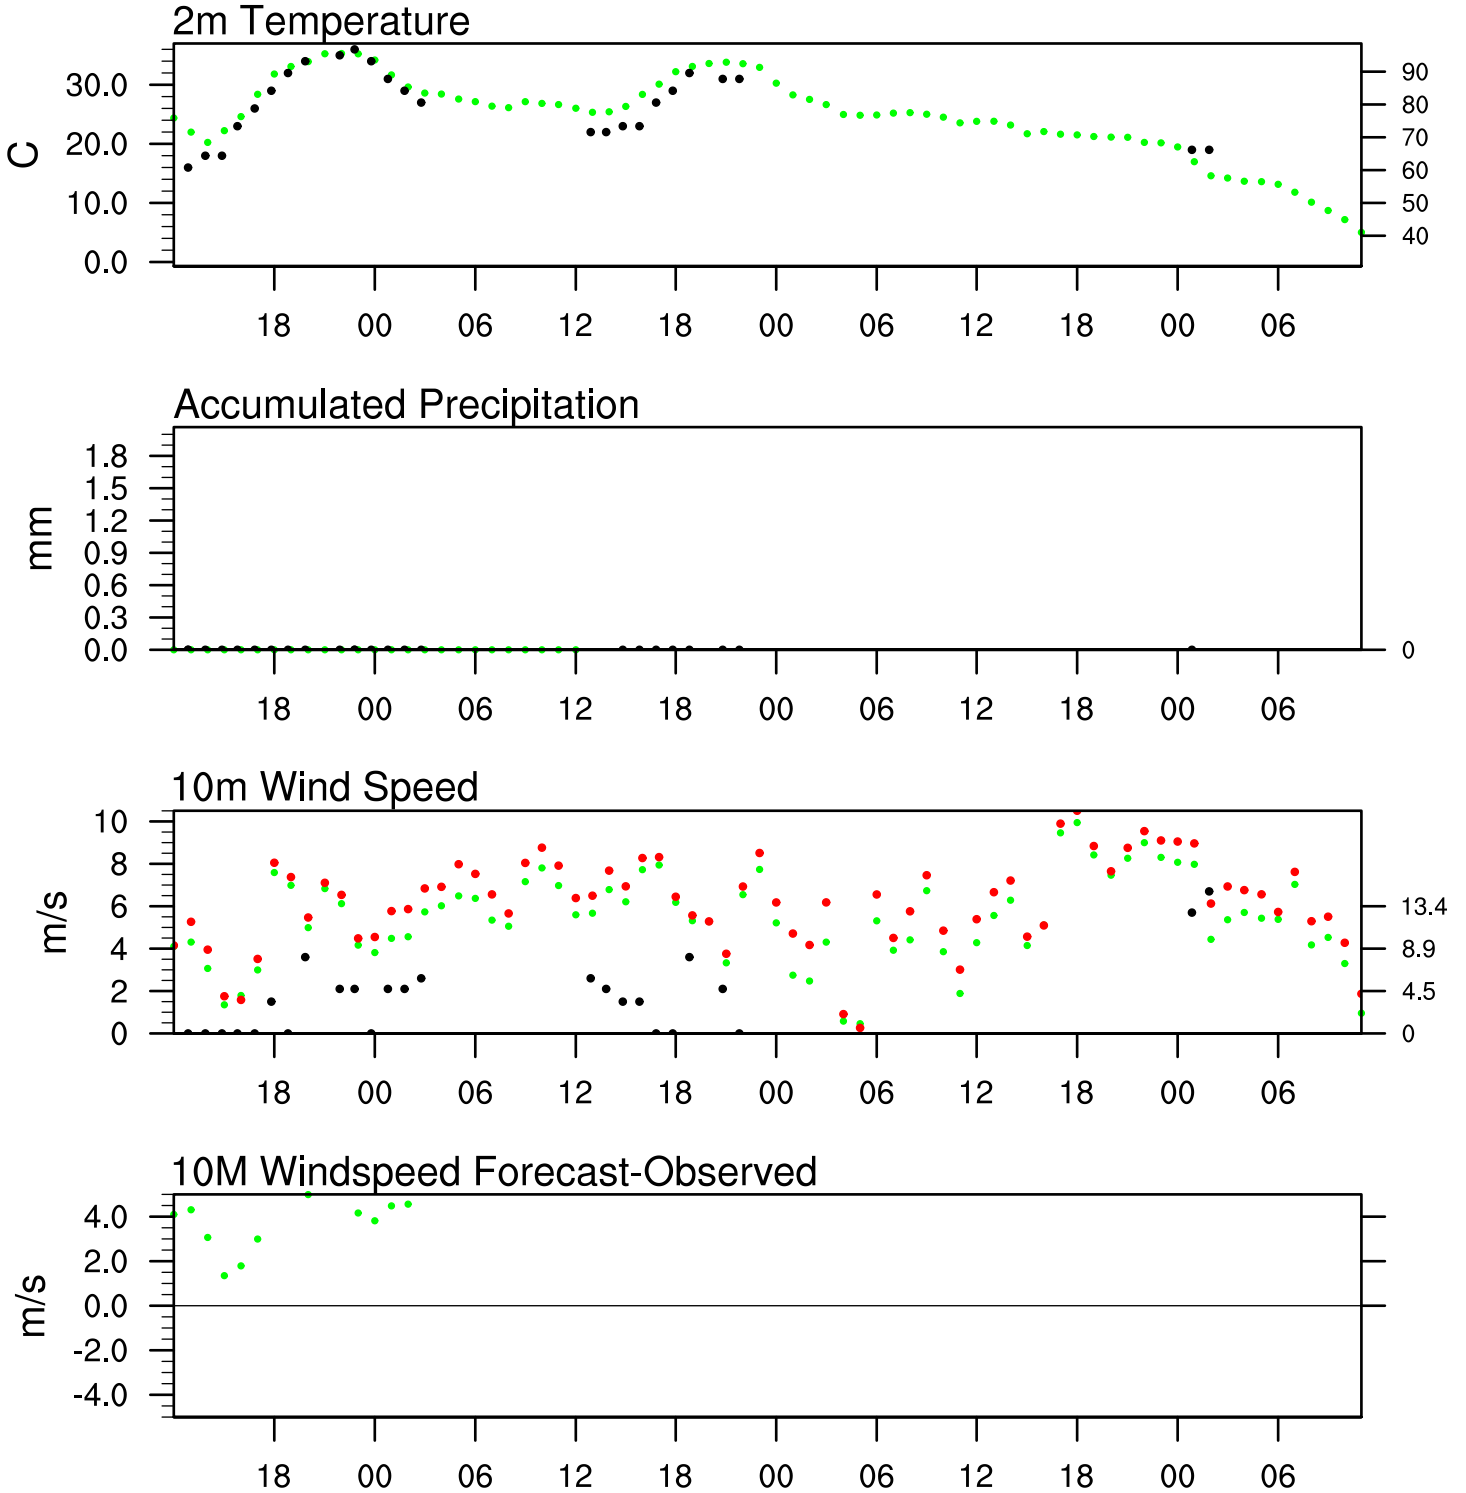 2m Temperature
C
30.0
20.0
10.0
0.0
90
80
70
60
50
40
18 00 06 12 18 00 06 12 18 00 06
Accumulated Precipitation
mm
1.8
1.5
1.2
0.9
0.6
0.3
0.0
0
18 00 06 12 18 00 06 12 18 00 06
10m Wind Speed
m/s
10
8
6
4
2
0
13.4
8.9
4.5
0
18 00 06 12 18 00 06 12 18 00 06
10M Windspeed Forecast-Observed
m/s
4.0
2.0
0.0
-2.0
-4.0
18 00 06 12 18 00 06 12 18 00 06